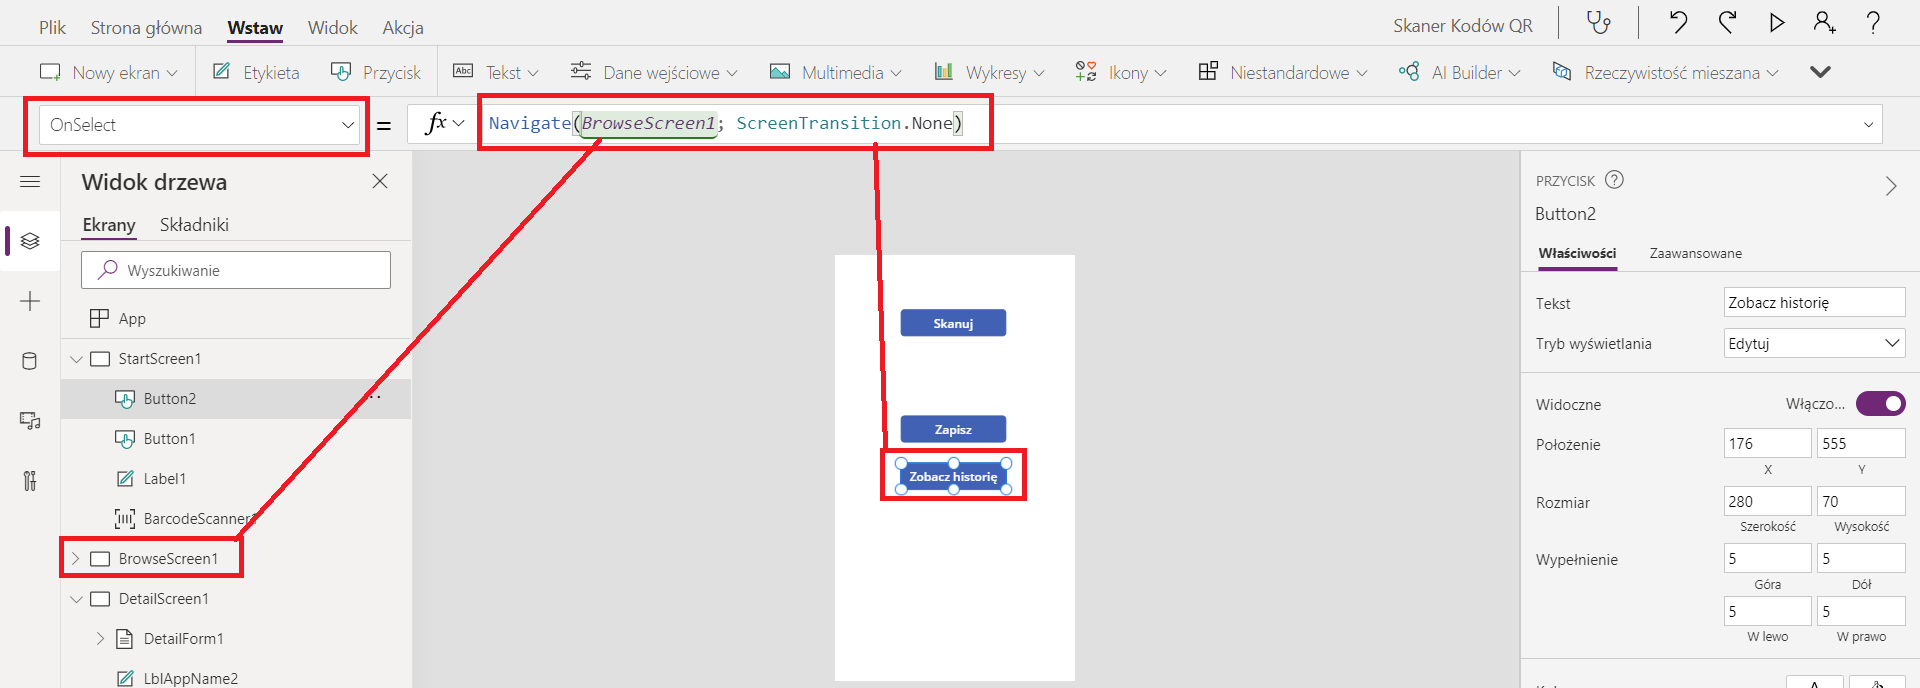 Plik Strona główna Wstaw Widok Akcja Skaner Kodów QR
Nowy ekran Etykieta Przycisk Abc Tekst Dane wejściowe Multimedia Wykresy Ikony Niestandardowe AI Builder Rzeczywistość mieszana
OnSelect = fx Navigate(BrowseScreen1; ScreenTransition.None)
Widok drzewa
Ekrany Składniki
Wyszukiwanie
App
StartScreen1
Button2
Button1
Label1
BarcodeScanner1
BrowseScreen1
DetailScreen1
DetailForm1
LblAppName2
Skanuj
Zapisz
Zobacz historię
PRZYCISK
Button2
Właściwości Zaawansowane
Tekst Zobacz historię
Tryb wyświetlania Edytuj
Widoczne Włączo...
Położenie 176 555
X Y
Rozmiar 280 70
Szerokość Wysokość
Wypełnienie 5 5
Góra Dół
5 5
W lewo W prawo